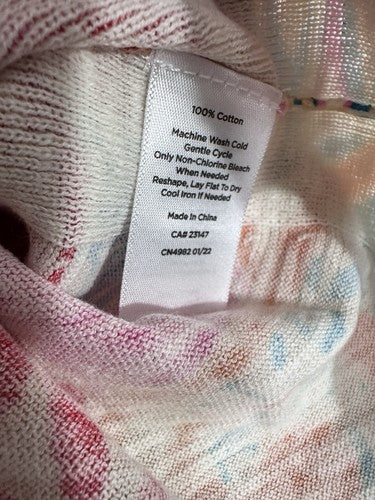 100% Cotton
Machine Wash Cold
Gentle Cycle
Only Non-Chlorine Bleach
When Needed
Reshape, Lay Flat To Dry
Cool Iron If Needed
Made in China
CA# 23147
CN4982 01/22